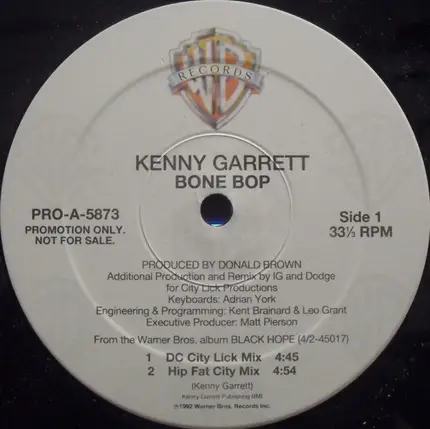 RECORDS
KENNY GARRETT
BONE BOP
PRO-A-5873
PROMOTION ONLY.
NOT FOR SALE.
Side 1
33⅓ RPM
PRODUCED BY DONALD BROWN
Additional Production and Remix by IG and Dodge
for City Lick Productions
Keyboards: Adrian York
Engineering & Programming: Kent Brainard & Leo Grant
Executive Producer: Matt Pierson
From the Warner Bros. album BLACK HOPE (4/2-45017)
1 DC City Lick Mix 4:45
2 Hip Fat City Mix 4:54
(Kenny Garrett)
Kenny Garrett Publishing BMI
℗1992 Warner Bros. Records Inc.